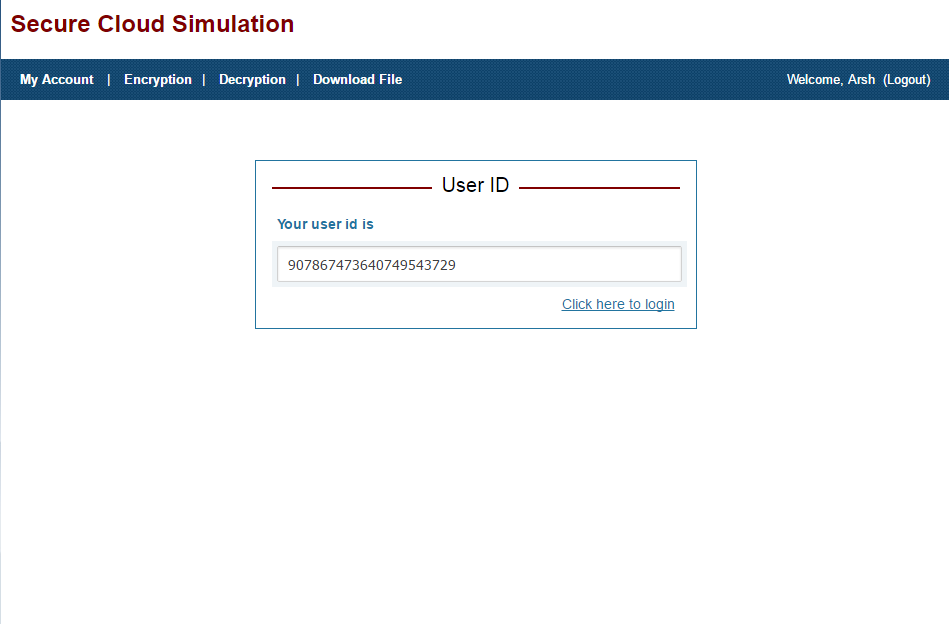 Secure Cloud Simulation
My Account | Encryption | Decryption | Download File Welcome, Arsh (Logout)
User ID
Your user id is
907867473640749543729
Click here to login